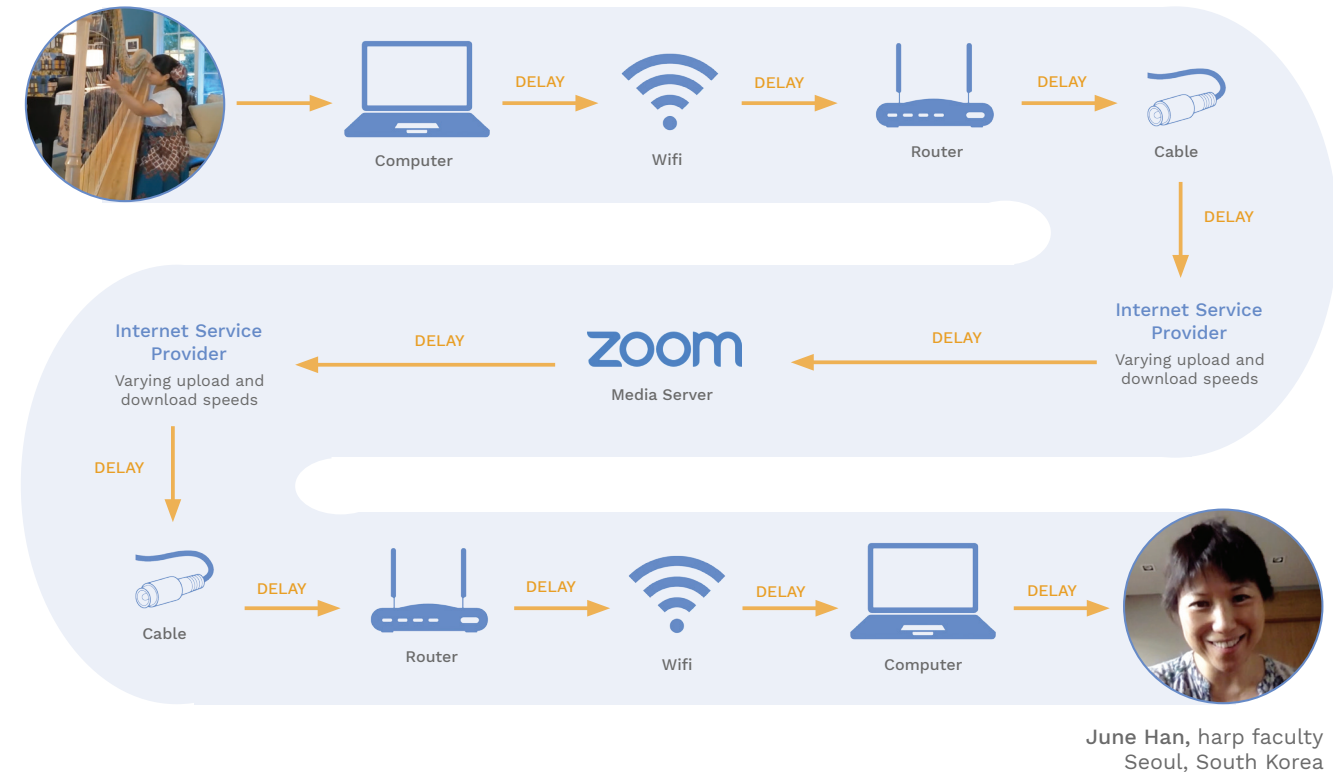 DELAY
DELAY
DELAY
Computer
Wifi
Router
Cable
DELAY
Internet Service
Provider
Varying upload and
download speeds
DELAY
zoom
Media Server
DELAY
Internet Service
Provider
Varying upload and
download speeds
DELAY
Cable
DELAY
Router
DELAY
Wifi
DELAY
Computer
DELAY
June Han, harp faculty
Seoul, South Korea